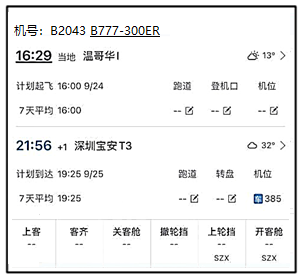 机号：B2043 B777-300ER
16:29 当地 温哥华I 13°
计划起飞 16:00 9/24 跑道 登机口 机位
7天平均 16:00 -- -- --
21:56 +1 深圳宝安T3 32°
计划到达 19:25 9/25 跑道 转盘 机位
7天平均 19:25 -- -- 385
上客 客齐 关客舱 撤轮挡 上轮挡 开客舱
-- -- -- -- -- --
SZX SZX